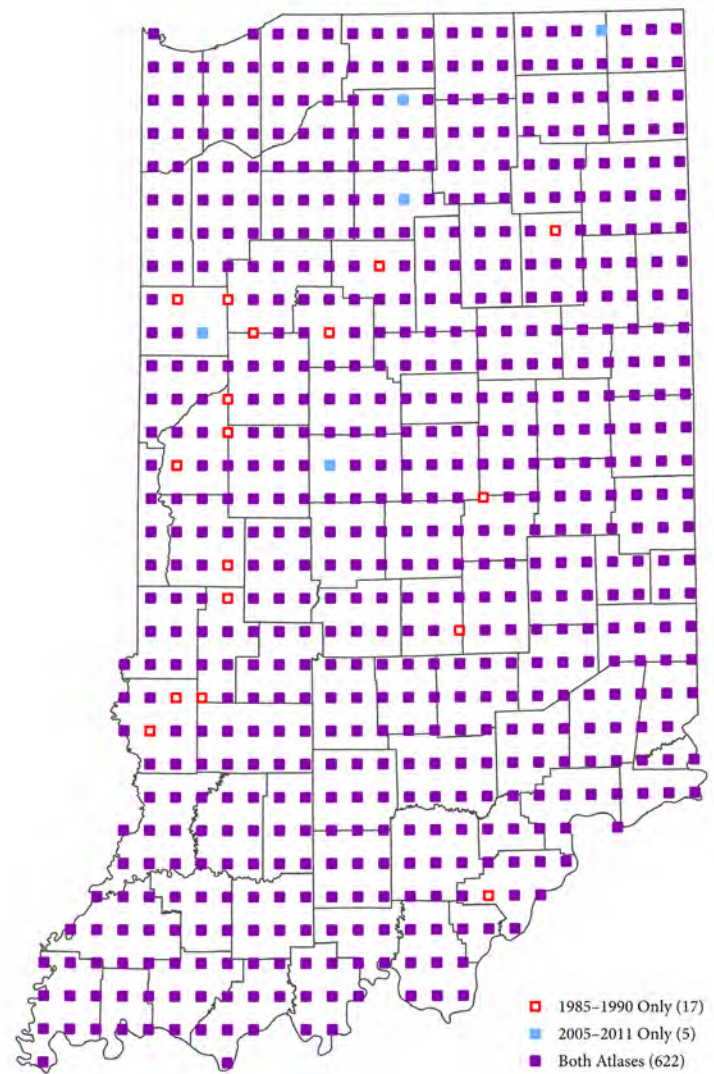 1985–1990 Only (17)
2005–2011 Only (5)
Both Atlases (622)